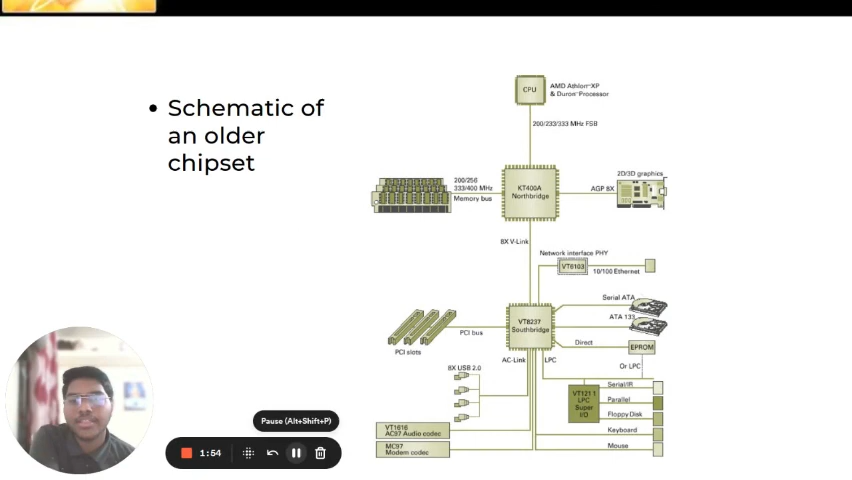 • Schematic of
an older
chipset
CPU
AMD Athlon™XP
& Duron™Processor
200/233/333 MHz FSB
200/256
333/400 MHz
Memory bus
KT400A
Northbridge
AGP 8X
2D/3D graphics
8X V-Link
Network interface PHY
VT6103
10/100 Ethernet
PCI slots
PCI bus
VT8237
Southbridge
Serial ATA
ATA 133
Direct
EPROM
Or LPC
AC-Link
LPC
8X USB 2.0
VT1211
LPC
Super
I/O
Serial/IR
Parallel
Floppy Disk
Keyboard
Mouse
VT1616
AC97 Audio codec
MC97
Modem codec
Pause (Alt+Shift+P)
1:54